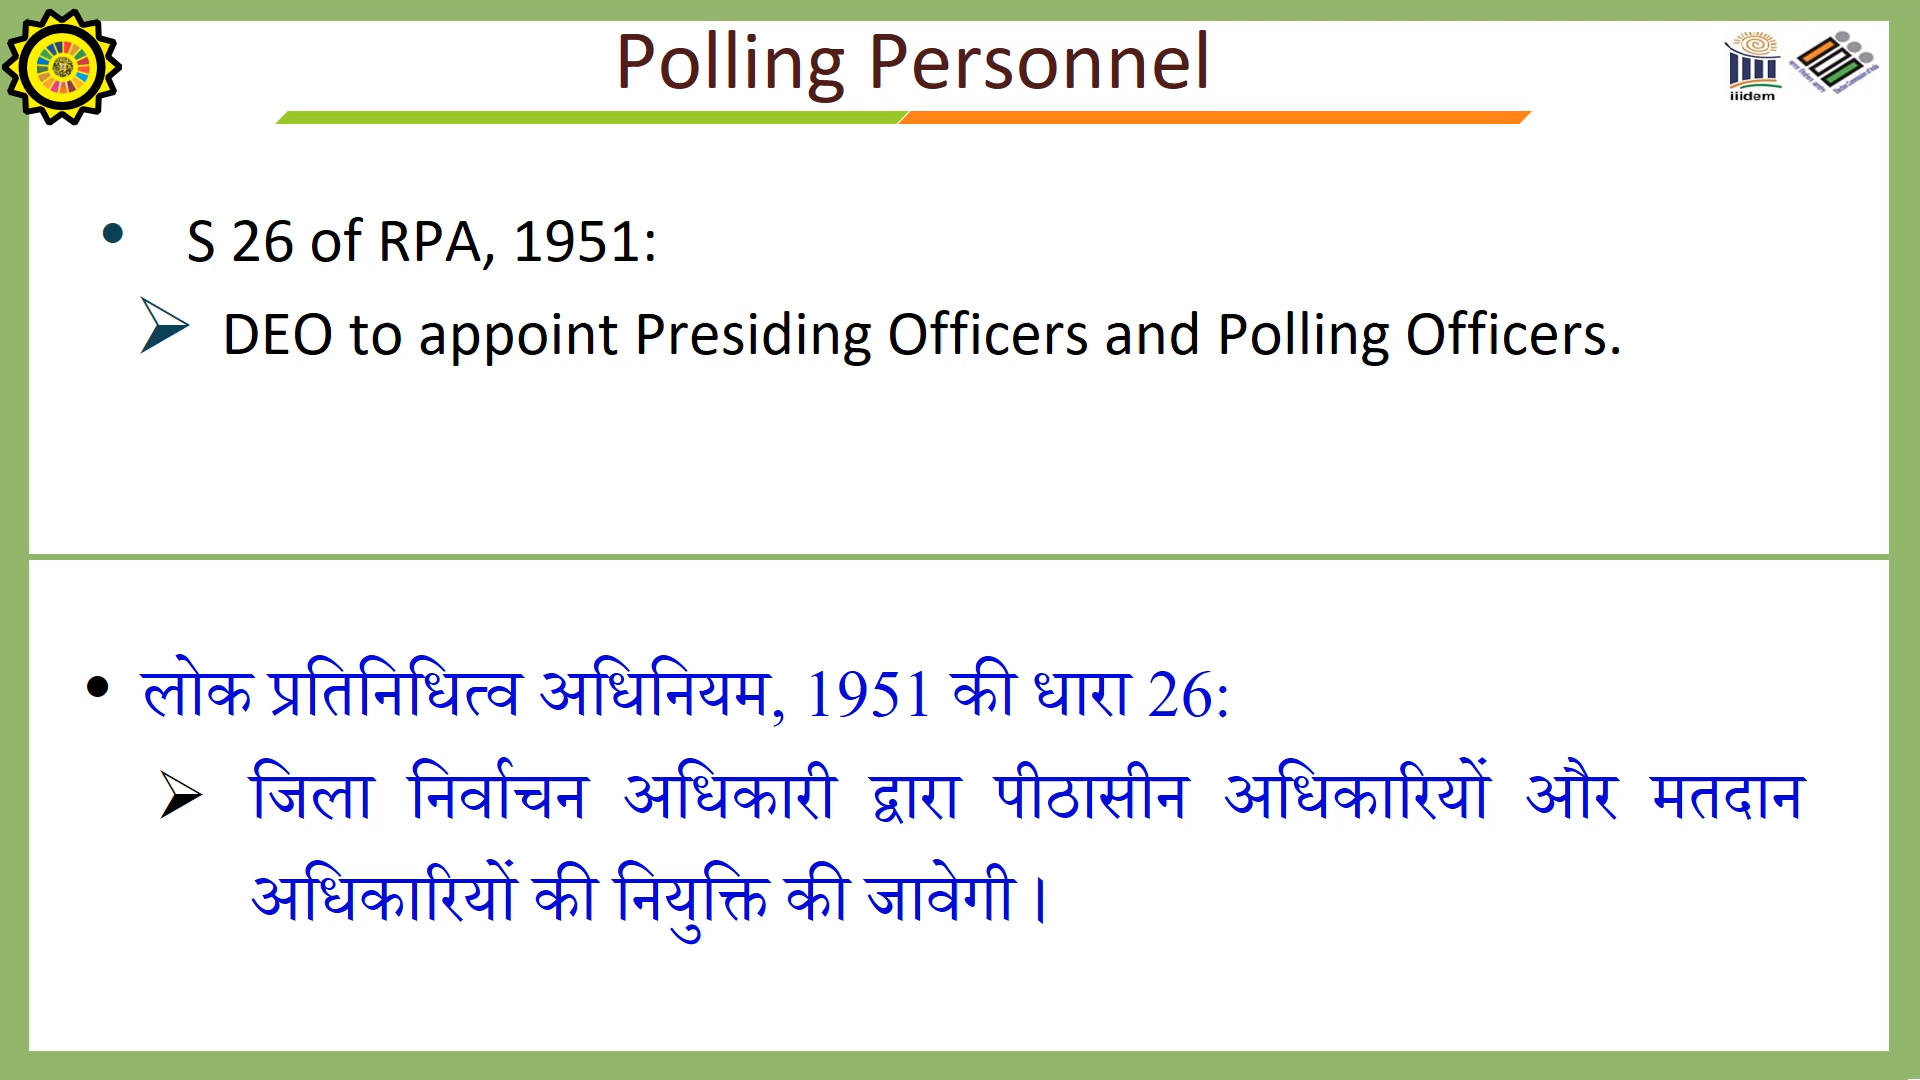 Polling Personnel
iiidem
• S 26 of RPA, 1951:
➢ DEO to appoint Presiding Officers and Polling Officers.
• लोक प्रतिनिधित्व अधिनियम, 1951 की धारा 26:
➢ जिला निर्वाचन अधिकारी द्वारा पीठासीन अधिकारियों और मतदान
अधिकारियों की नियुक्ति की जावेगी।